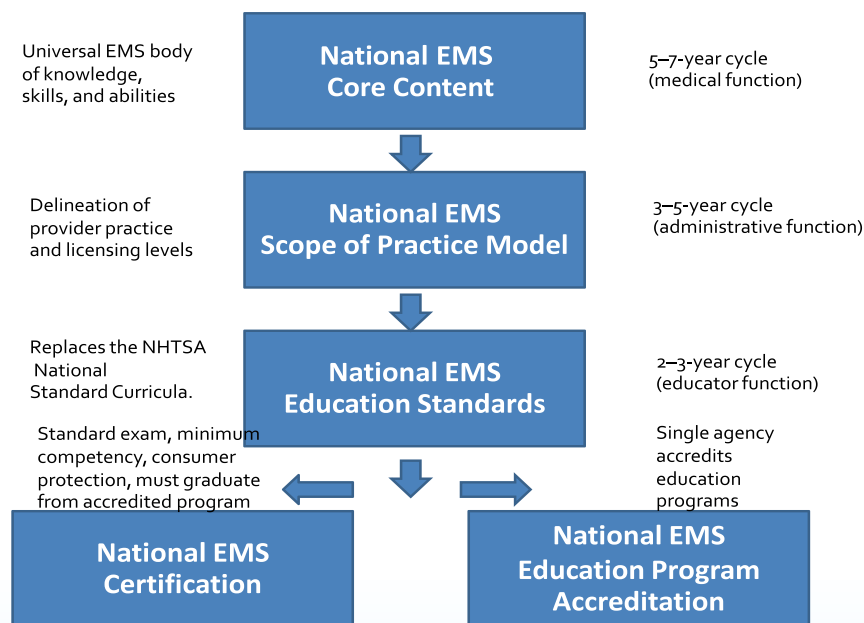 Universal EMS body
of knowledge,
skills, and abilities
National EMS
Core Content
5–7-year cycle
(medical function)
Delineation of
provider practice
and licensing levels
National EMS
Scope of Practice Model
3–5-year cycle
(administrative function)
Replaces the NHTSA
National
Standard Curricula.
National EMS
Education Standards
2–3-year cycle
(educator function)
Standard exam, minimum
competency, consumer
protection, must graduate
from accredited program
Single agency
accredits
education
programs
National EMS
Certification
National EMS
Education Program
Accreditation